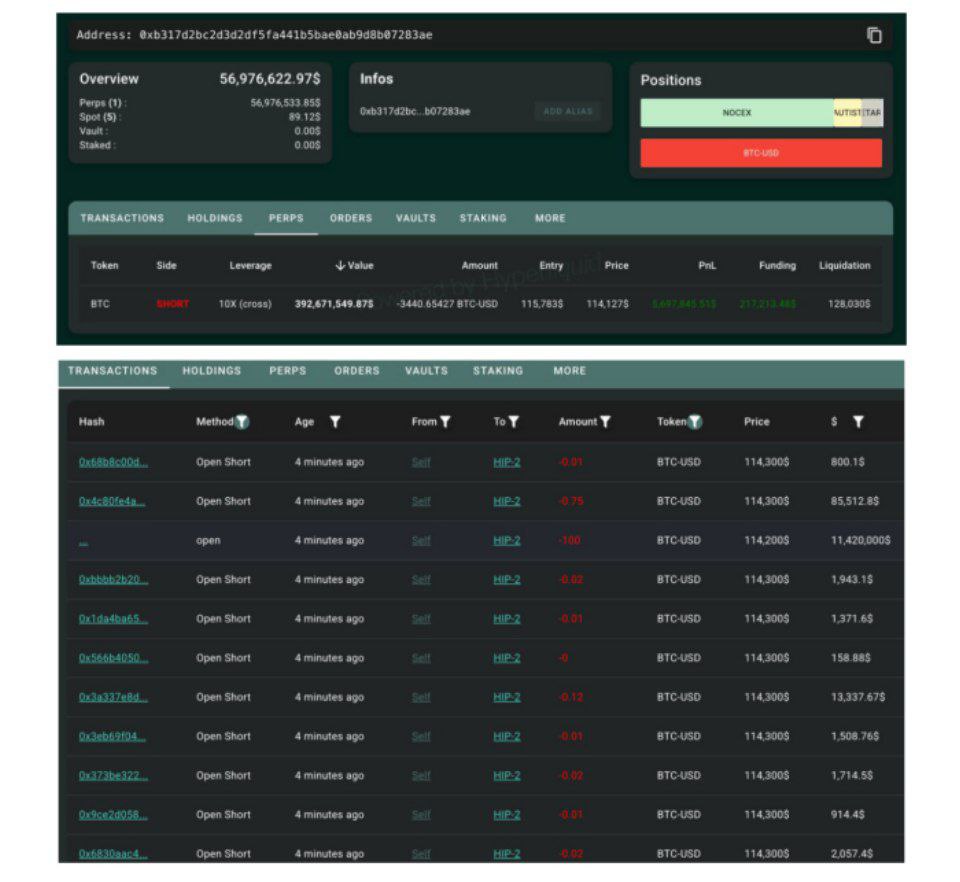 Address: 0xb317d2bc2d3d2df5fa441b5bae0ab9d8b07283ae
Overview 56,976,622.97$
Perps (1) : 56,976,533.85$
Spot (5) : 89.12$
Vault : 0.00$
Staked : 0.00$
Infos
0xb317d2bc...b07283ae ADD ALIAS
Positions
NOCEX AUTIST STAR
BTC-USD
TRANSACTIONS HOLDINGS PERPS ORDERS VAULTS STAKING MORE
Token Side Leverage Value Amount Entry Price PnL Funding Liquidation
BTC SHORT 10X (cross) 392,671,549.87$ -3440.65427 BTC-USD 115,783$ 114,127$ 5,697,845.51$ 217,213.48$ 128,030$
Powered by Hyperliquid
TRANSACTIONS HOLDINGS PERPS ORDERS VAULTS STAKING MORE
Hash Method Age From To Amount Token Price $
0x68b8c00d... Open Short 4 minutes ago Self HIP-2 -0.01 BTC-USD 114,300$ 800.1$
0x4c80fe4a... Open Short 4 minutes ago Self HIP-2 -0.75 BTC-USD 114,300$ 85,512.8$
... open 4 minutes ago Self HIP-2 -100 BTC-USD 114,200$ 11,420,000$
0xbbbb2b20... Open Short 4 minutes ago Self HIP-2 -0.02 BTC-USD 114,300$ 1,943.1$
0x1da4ba65... Open Short 4 minutes ago Self HIP-2 -0.01 BTC-USD 114,300$ 1,371.6$
0x566b4050... Open Short 4 minutes ago Self HIP-2 -0 BTC-USD 114,300$ 158.88$
0x3a337e8d... Open Short 4 minutes ago Self HIP-2 -0.12 BTC-USD 114,300$ 13,337.67$
0x3eb69f04... Open Short 4 minutes ago Self HIP-2 -0.01 BTC-USD 114,300$ 1,508.76$
0x373be322... Open Short 4 minutes ago Self HIP-2 -0.02 BTC-USD 114,300$ 1,714.5$
0x9ce2d058... Open Short 4 minutes ago Self HIP-2 -0.01 BTC-USD 114,300$ 914.4$
0x6830aac4... Open Short 4 minutes ago Self HIP-2 -0.02 BTC-USD 114,300$ 2,057.4$